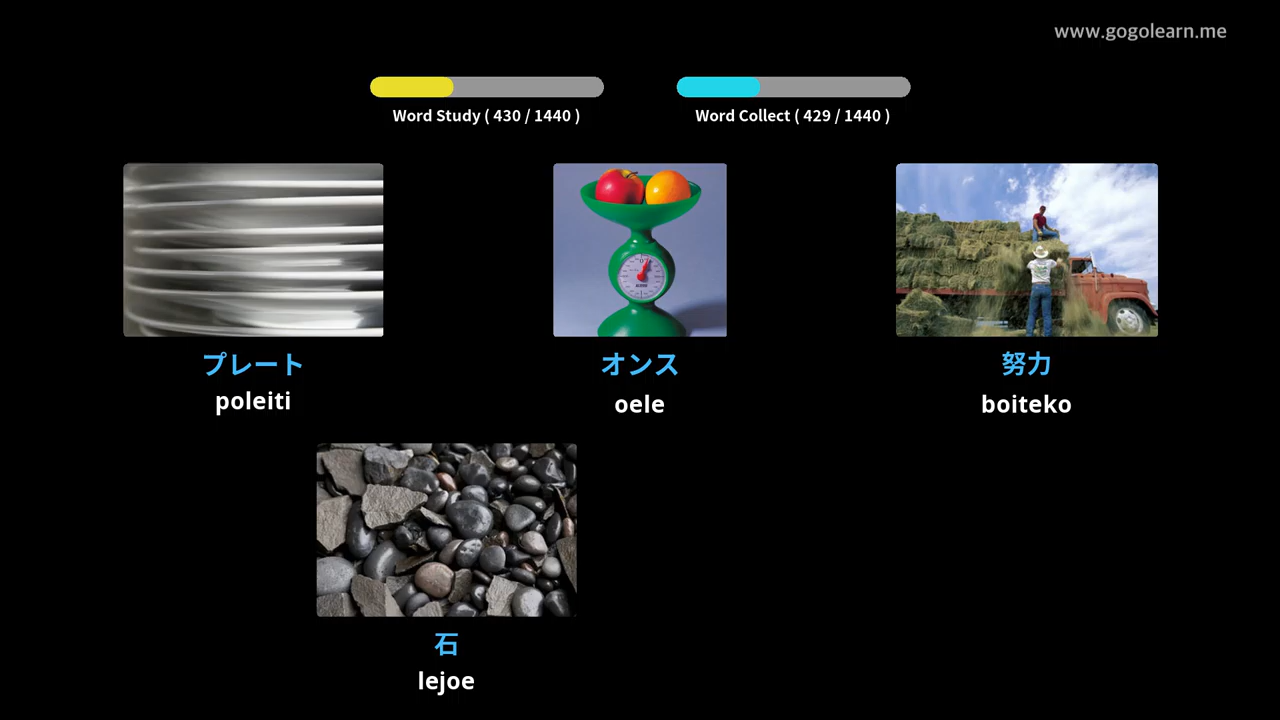 www.gogolearn.me
Word Study ( 430 / 1440 )
Word Collect ( 429 / 1440 )
プレート
poleiti
オンス
oele
努力
boiteko
石
lejoe